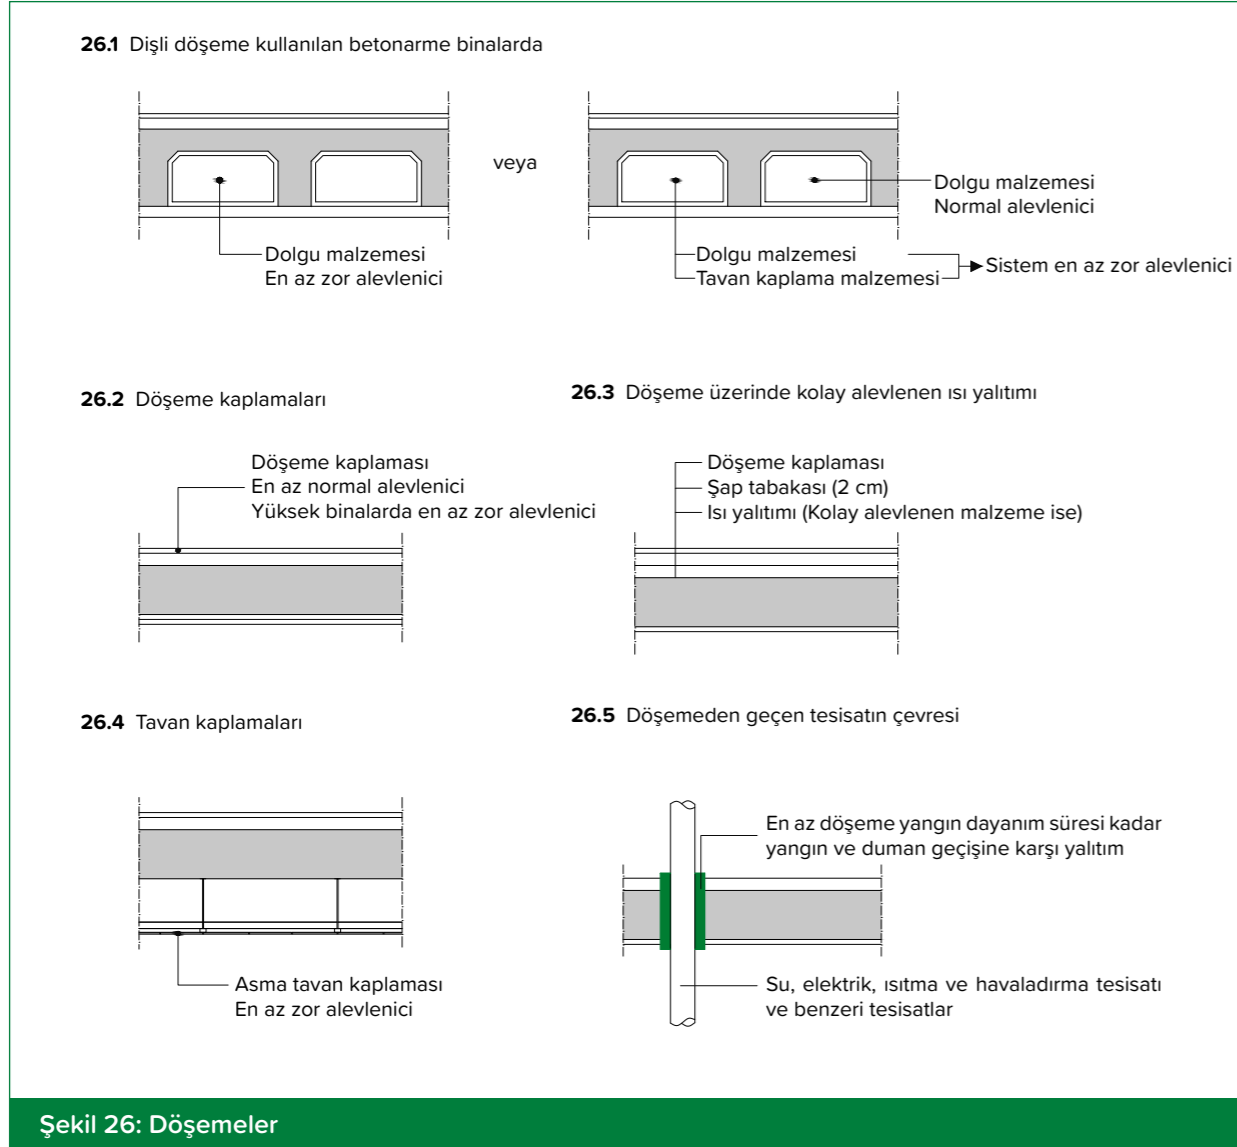 26.1 Dişli döşeme kullanılan betonarme binalarda
Dolgu malzemesi
En az zor alevlenici
veya
Dolgu malzemesi
Normal alevlenici
Dolgu malzemesi
Tavan kaplama malzemesi
Sistem en az zor alevlenici
26.2 Döşeme kaplamaları
Döşeme kaplaması
En az normal alevlenici
Yüksek binalarda en az zor alevlenici
26.3 Döşeme üzerinde kolay alevlenen ısı yalıtımı
Döşeme kaplaması
Şap tabakası (2 cm)
Isı yalıtımı (Kolay alevlenen malzeme ise)
26.4 Tavan kaplamaları
Asma tavan kaplaması
En az zor alevlenici
26.5 Döşemeden geçen tesisatın çevresi
En az döşeme yangın dayanım süresi kadar
yangın ve duman geçişine karşı yalıtım
Su, elektrik, ısıtma ve havaladırma tesisatı
ve benzeri tesisatlar
Şekil 26: Döşemeler